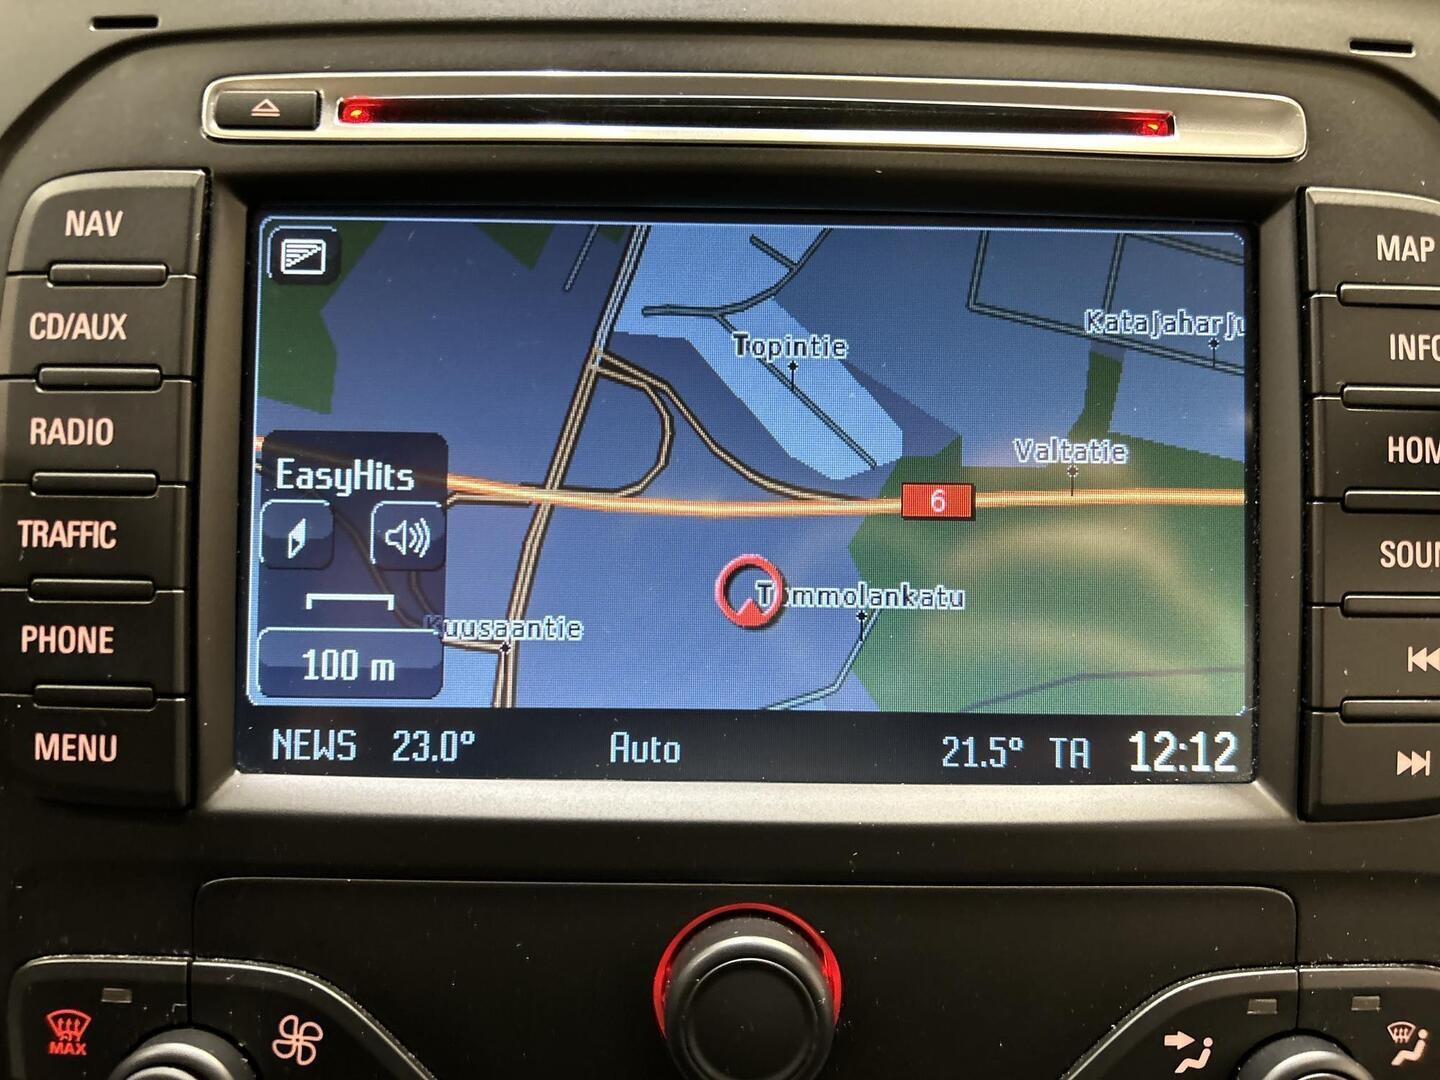 NAV
CD/AUX
RADIO
TRAFFIC
PHONE
MENU
Topintie
Katajaharju
Valtatie
6
EasyHits
Kuusaantie
100 m
NEWS 23.0° Auto 21.5° TA 12:12
MAP
INFO
HOM
SOUN
MAX